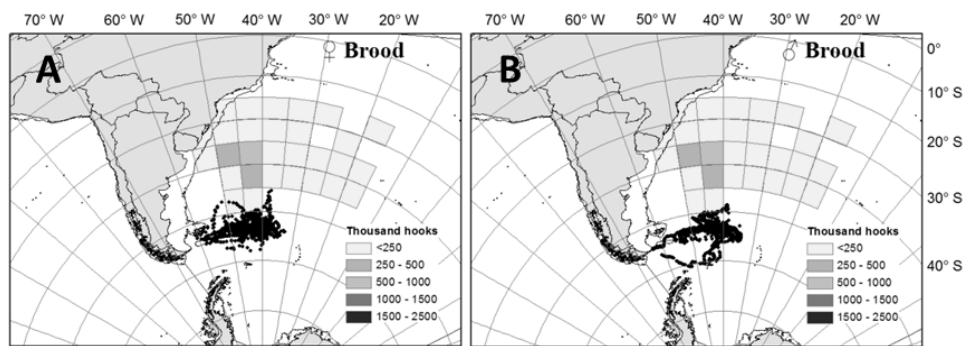 70° W 60° W 50° W 40° W 30° W 20° W 70° W 60° W 50° W 40° W 30° W 20° W
A ♀ Brood B ♂ Brood
0°
10° S
20° S
30° S
40° S
Thousand hooks
<250
250 - 500
500 - 1000
1000 - 1500
1500 - 2500
Thousand hooks
<250
250 - 500
500 - 1000
1000 - 1500
1500 - 2500